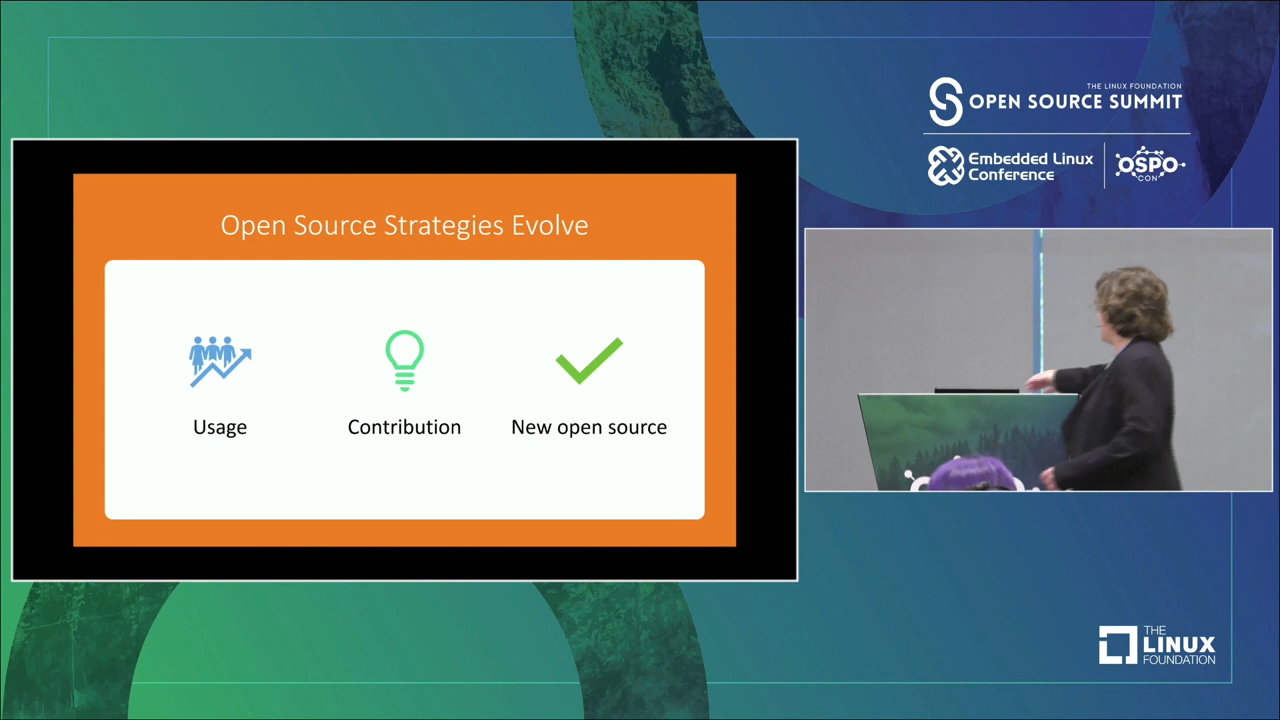 THE LINUX FOUNDATION
OPEN SOURCE SUMMIT
Embedded Linux
Conference
OSPO
CON
Open Source Strategies Evolve
Usage
Contribution
New open source
THE
LINUX
FOUNDATION